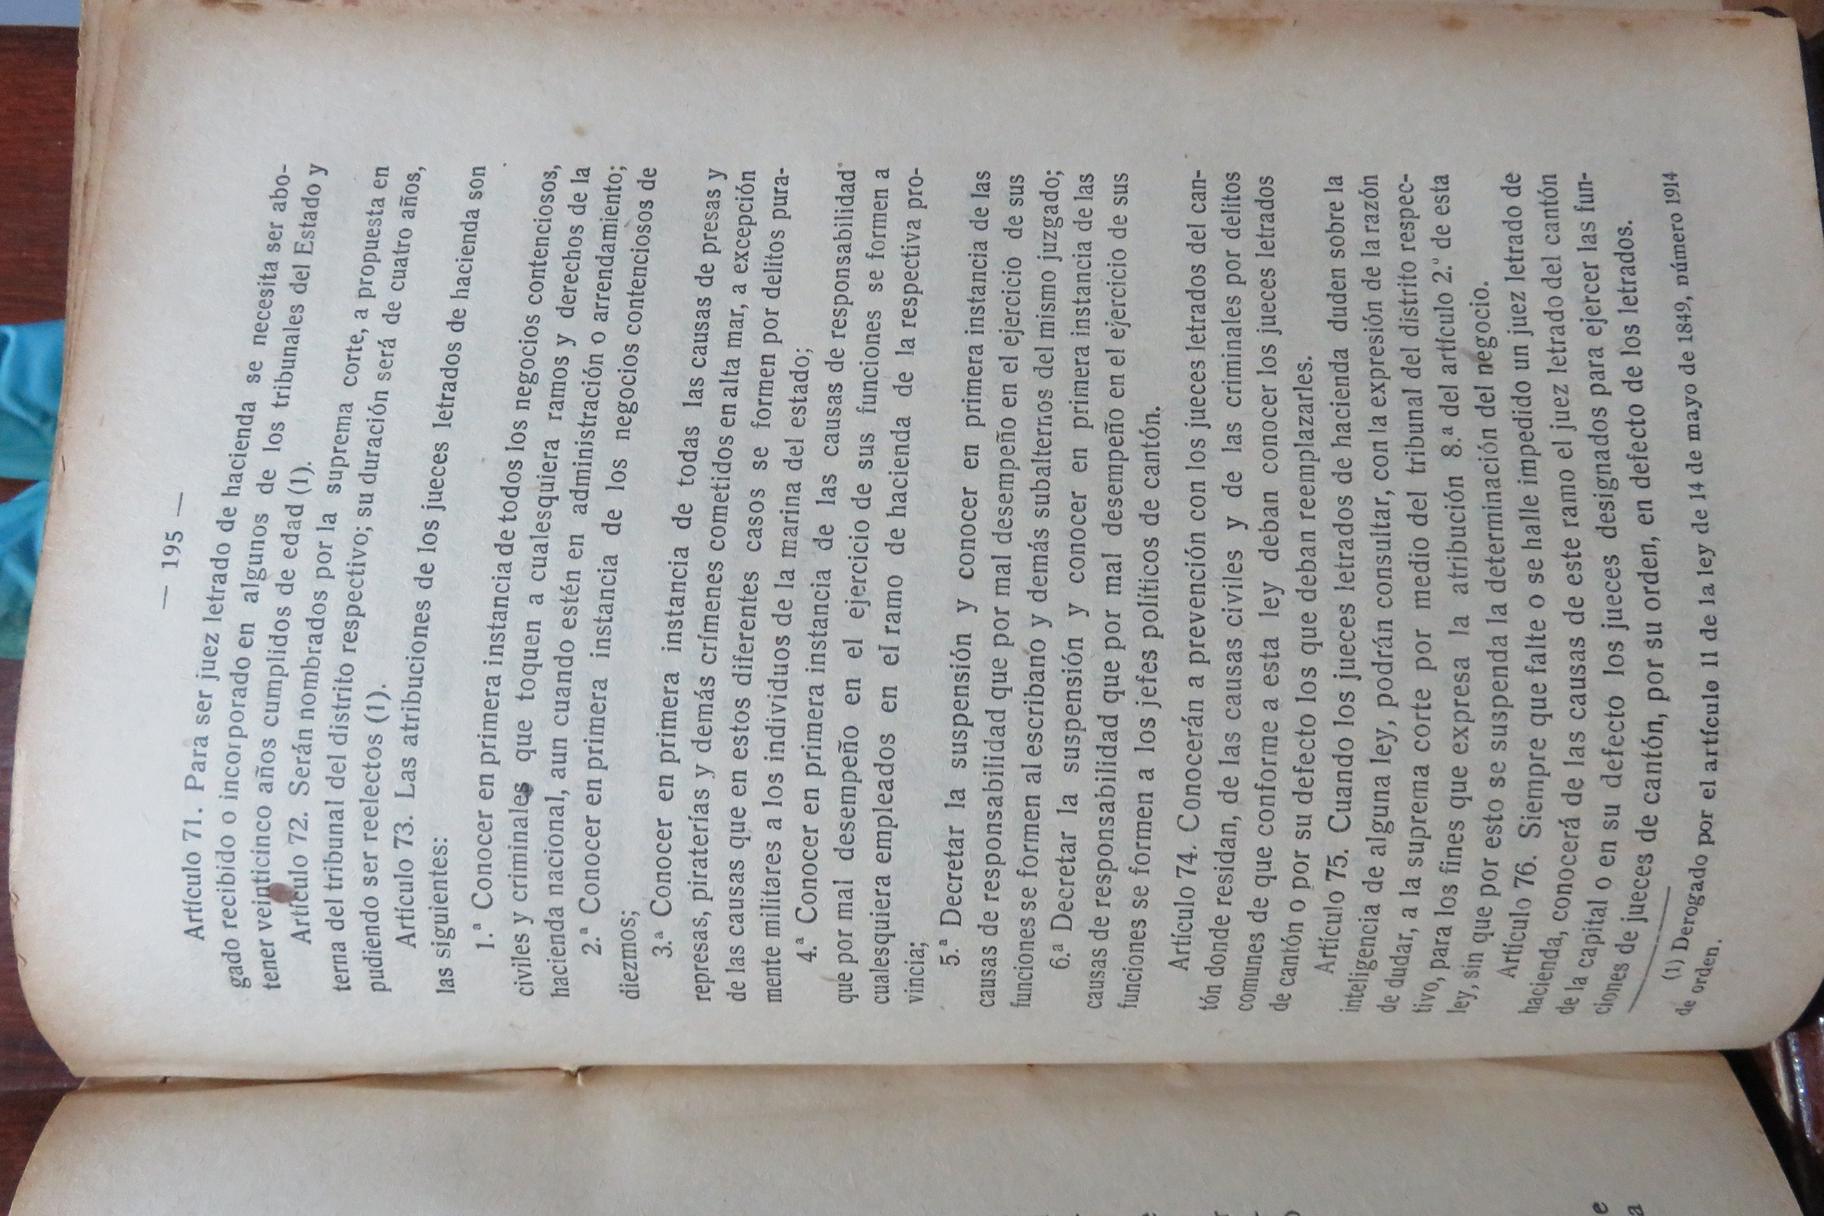 — 195 —
Artículo 71. Para ser juez letrado de hacienda se necesita ser abo-
gado recibido o incorporado en algunos de los tribunales del Estado y
tener veinticinco años cumplidos de edad (1).
Artículo 72. Serán nombrados por la suprema corte, a propuesta en
terna del tribunal del distrito respectivo; su duración será de cuatro años,
pudiendo ser reelectos (1).
Artículo 73. Las atribuciones de los jueces letrados de hacienda son
las siguientes:
1.ª Conocer en primera instancia de todos los negocios contenciosos,
civiles y criminales que toquen a cualesquiera ramos y derechos de la
hacienda nacional, aun cuando estén en administración o arrendamiento;
2.ª Conocer en primera instancia de los negocios contenciosos de
diezmos;
3.ª Conocer en primera instancia de todas las causas de presas y
represas, piraterías y demás crímenes cometidos en alta mar, a excepción
de las causas que en estos diferentes casos se formen por delitos pura-
mente militares a los individuos de la marina del estado;
4.ª Conocer en primera instancia de las causas de responsabilidad
que por mal desempeño en el ejercicio de sus funciones se formen a
cualesquiera empleados en el ramo de hacienda de la respectiva pro-
vincia;
5.ª Decretar la suspensión y conocer en primera instancia de las
causas de responsabilidad que por mal desempeño en el ejercicio de sus
funciones se formen al escribano y demás subalternos del mismo juzgado;
6.ª Decretar la suspensión y conocer en primera instancia de las
causas de responsabilidad que por mal desempeño en el ejercicio de sus
funciones se formen a los jefes políticos de cantón.
Artículo 74. Conocerán a prevención con los jueces letrados del can-
tón donde residan, de las causas civiles y de las criminales por delitos
comunes de que conforme a esta ley deban conocer los jueces letrados
de cantón o por su defecto los que deban reemplazarles.
Artículo 75. Cuando los jueces letrados de hacienda duden sobre la
inteligencia de alguna ley, podrán consultar, con la expresión de la razón
de dudar, a la suprema corte por medio del tribunal del distrito respec-
tivo, para los fines que expresa la atribución 8.ª del artículo 2.º de esta
ley, sin que por esto se suspenda la determinación del negocio.
Artículo 76. Siempre que falte o se halle impedido un juez letrado de
hacienda, conocerá de las causas de este ramo el juez letrado del cantón
de la capital o en su defecto los jueces designados para ejercer las fun-
ciones de jueces de cantón, por su orden, en defecto de los letrados.
(1) Derogado por el artículo 11 de la ley de 14 de mayo de 1849, número 1914
de orden.